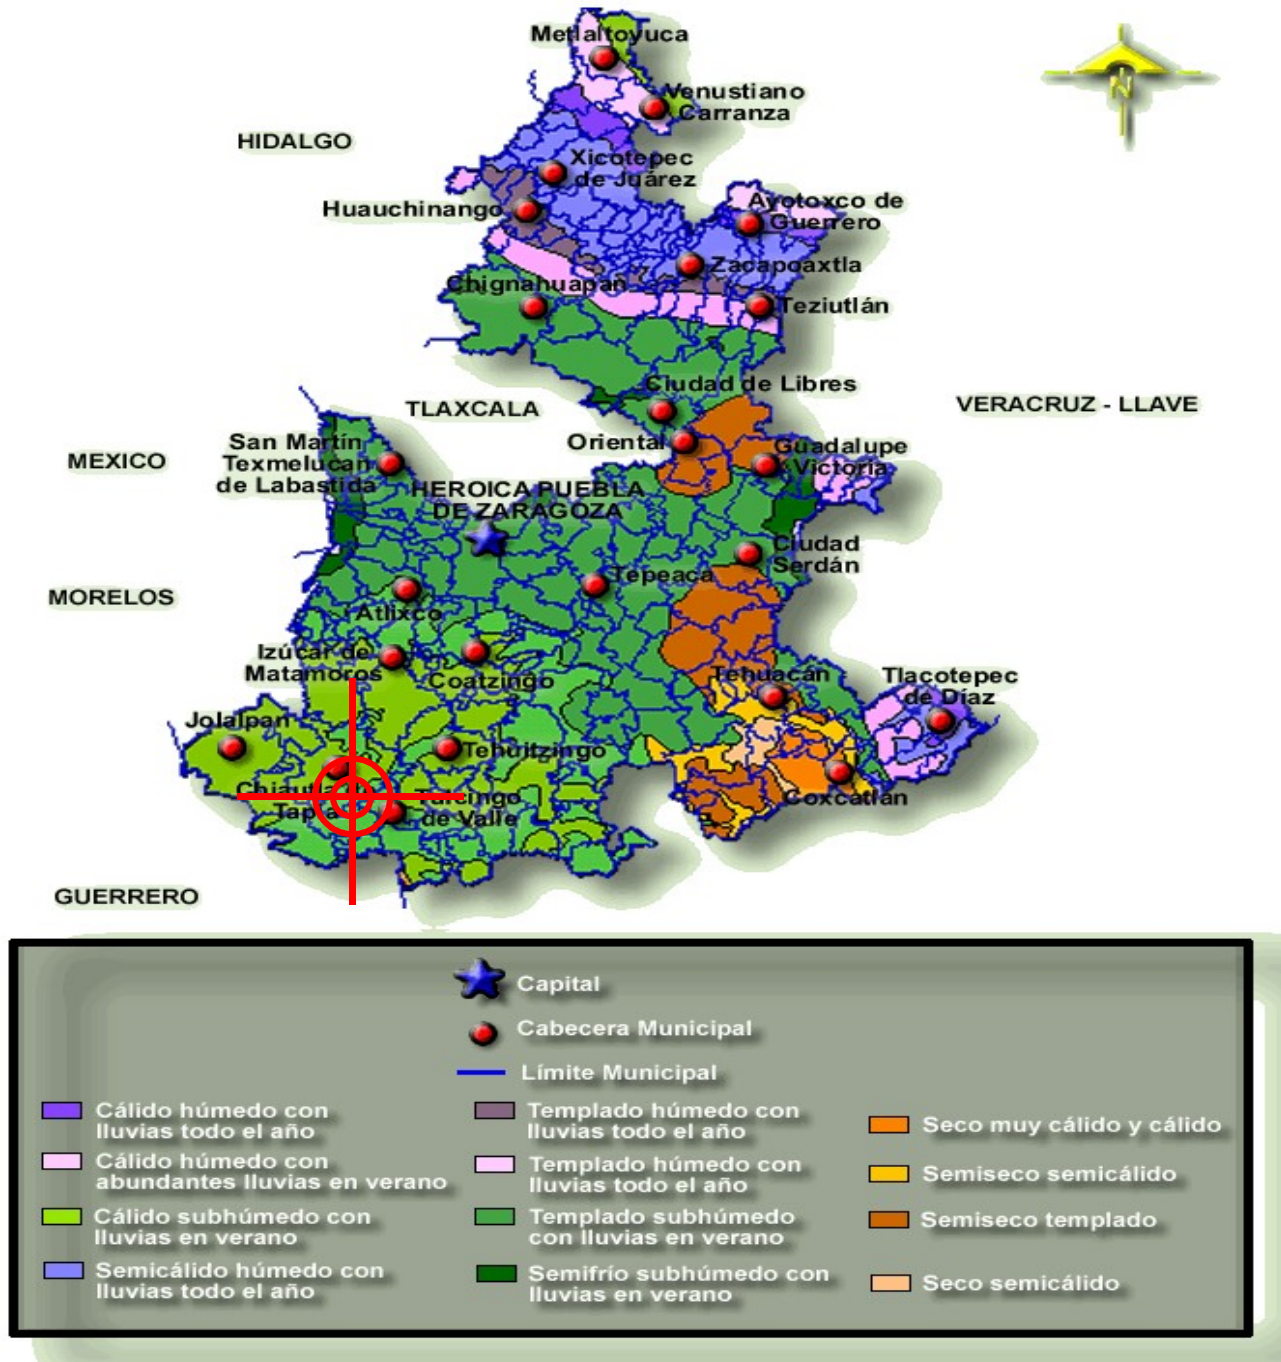 Metlaltoyuca
Venustiano
Carranza
N
HIDALGO
Xicotepec
de Juárez
Huauchinango
Ayotoxco de
Guerrero
Zacapoaxtla
Chignahuapan
Teziutlán
Ciudad de Libres
TLAXCALA
VERACRUZ - LLAVE
Oriental
San Martín
Texmelucan
de Labastida
MEXICO
Guadalupe
Victoria
HEROICA PUEBLA
DE ZARAGOZA
Ciudad
Serdán
Tepeaca
MORELOS
Atlixco
Izúcar de
Matamoros
Coatzingo
Tehuacán
Tlacotepec
de Díaz
Jolalpan
Tehuitzingo
Chiautla
Tapia
Tulcingo
de Valle
Coxcatlán
GUERRERO
Capital
Cabecera Municipal
Límite Municipal
Cálido húmedo con
lluvias todo el año
Cálido húmedo con
abundantes lluvias en verano
Cálido subhúmedo con
lluvias en verano
Semicálido húmedo con
lluvias todo el año
Templado húmedo con
lluvias todo el año
Templado húmedo con
lluvias todo el año
Templado subhúmedo
con lluvias en verano
Semifrío subhúmedo con
lluvias en verano
Seco muy cálido y cálido
Semiseco semicálido
Semiseco templado
Seco semicálido